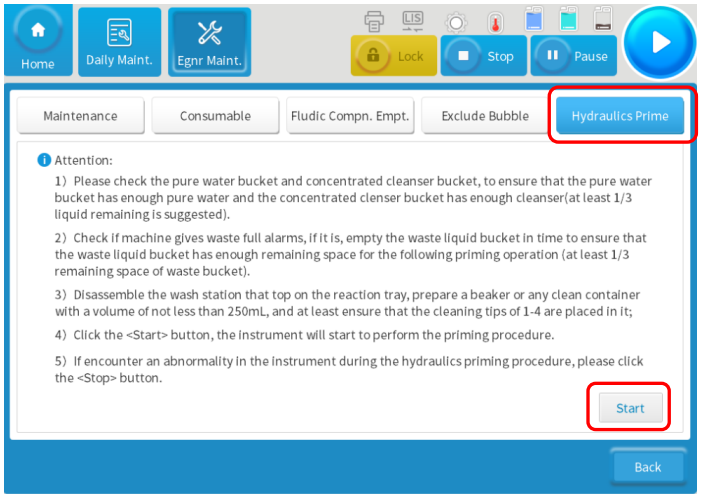 LIS
Home
Daily Maint.
Egnr Maint.
Lock
Stop
Pause
Maintenance
Consumable
Fludic Compn. Empt.
Exclude Bubble
Hydraulics Prime
Attention:
1) Please check the pure water bucket and concentrated cleanser bucket, to ensure that the pure water
bucket has enough pure water and the concentrated clenser bucket has enough cleanser(at least 1/3
liquid remaining is suggested).
2) Check if machine gives waste full alarms, if it is, empty the waste liquid bucket in time to ensure that
the waste liquid bucket has enough remaining space for the following priming operation (at least 1/3
remaining space of waste bucket).
3) Disassemble the wash station that top on the reaction tray, prepare a beaker or any clean container
with a volume of not less than 250mL, and at least ensure that the cleaning tips of 1-4 are placed in it;
4) Click the <Start> button, the instrument will start to perform the priming procedure.
5) If encounter an abnormality in the instrument during the hydraulics priming procedure, please click
the <Stop> button.
Start
Back